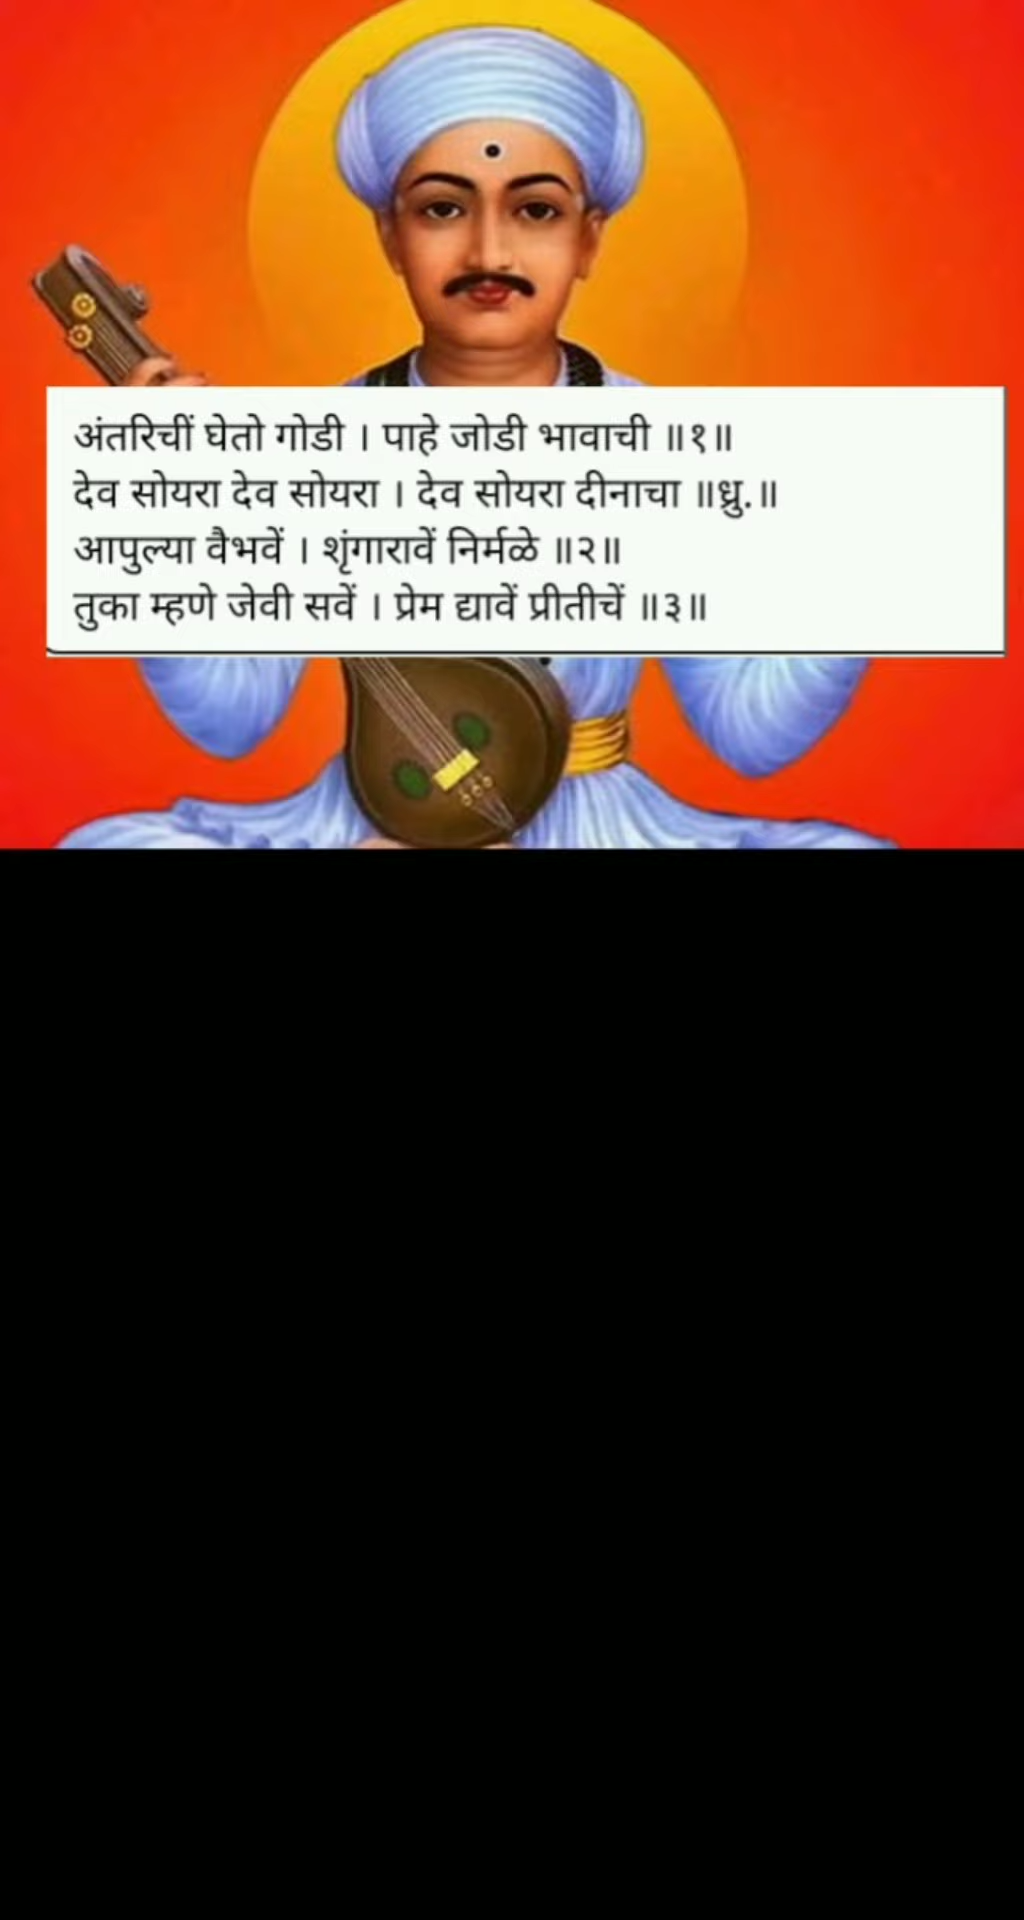 अंतरिचीं घेतो गोडी । पाहे जोडी भावाची ॥१॥
देव सोयरा देव सोयरा । देव सोयरा दीनाचा ॥ध्रु.॥
आपुल्या वैभवें । शृंगारावें निर्मळे ॥२॥
तुका म्हणे जेवी सवें । प्रेम द्यावें प्रीतीचें ॥३॥